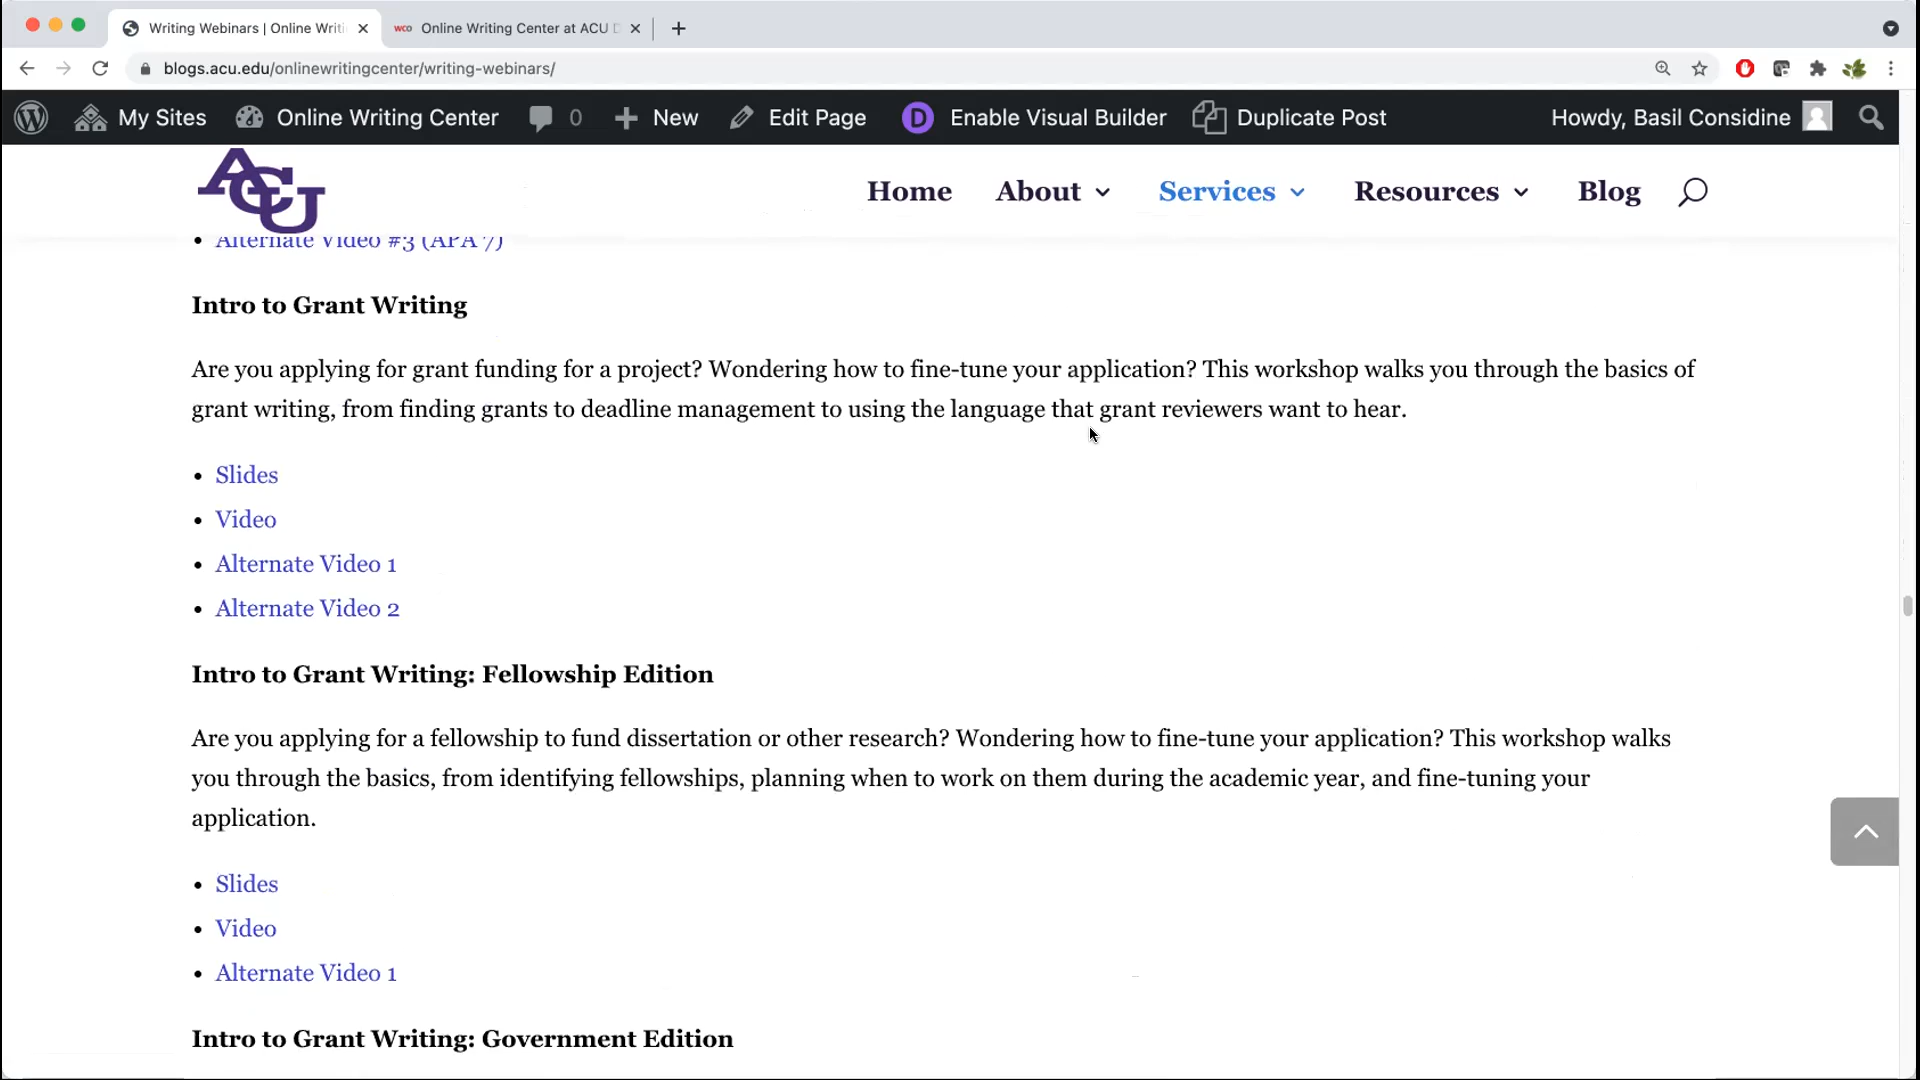 Writing Webinars | Online Writi
WCO Online Writing Center at ACU D
blogs.acu.edu/onlinewritingcenter/writing-webinars/
My Sites Online Writing Center 0 New Edit Page D Enable Visual Builder Duplicate Post Howdy, Basil Considine
ACU Home About Services Resources Blog
• Alternate Video #3 (APA 7)
Intro to Grant Writing
Are you applying for grant funding for a project? Wondering how to fine-tune your application? This workshop walks you through the basics of
grant writing, from finding grants to deadline management to using the language that grant reviewers want to hear.
• Slides
• Video
• Alternate Video 1
• Alternate Video 2
Intro to Grant Writing: Fellowship Edition
Are you applying for a fellowship to fund dissertation or other research? Wondering how to fine-tune your application? This workshop walks
you through the basics, from identifying fellowships, planning when to work on them during the academic year, and fine-tuning your
application.
• Slides
• Video
• Alternate Video 1
Intro to Grant Writing: Government Edition